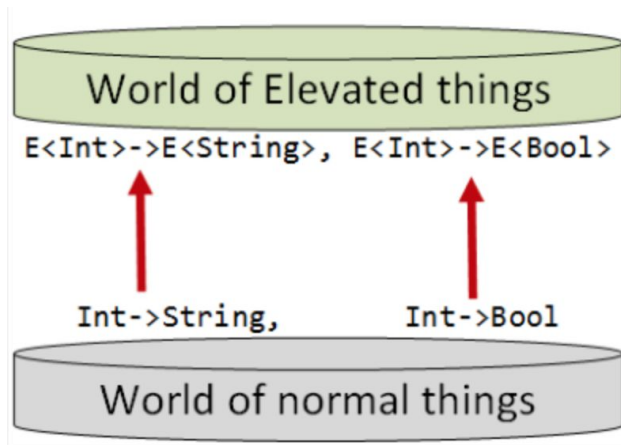 World of Elevated things
E<Int>->E<String>, E<Int>->E<Bool>
Int->String, Int->Bool
World of normal things